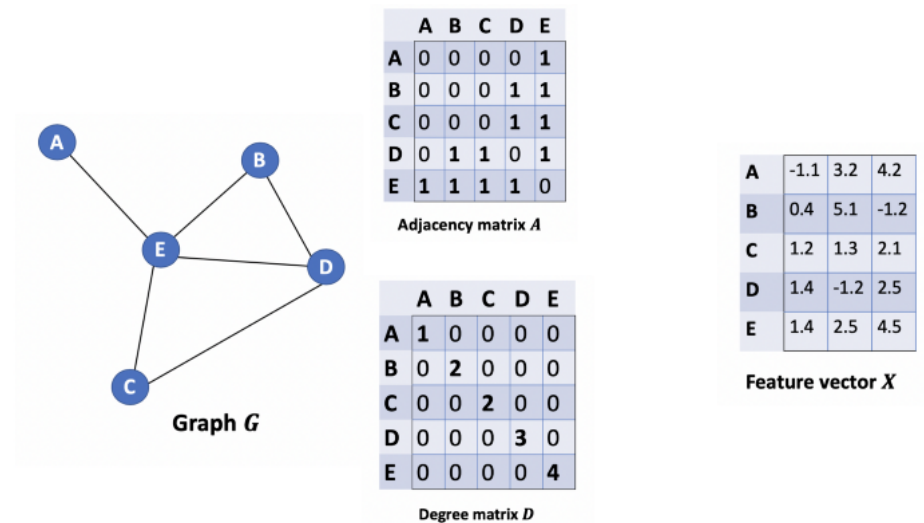 A
B
E
D
C
Graph G
A B C D E
A 0 0 0 0 1
B 0 0 0 1 1
C 0 0 0 1 1
D 0 1 1 0 1
E 1 1 1 1 0
Adjacency matrix A
A B C D E
A 1 0 0 0 0
B 0 2 0 0 0
C 0 0 2 0 0
D 0 0 0 3 0
E 0 0 0 0 4
Degree matrix D
A -1.1 3.2 4.2
B 0.4 5.1 -1.2
C 1.2 1.3 2.1
D 1.4 -1.2 2.5
E 1.4 2.5 4.5
Feature vector X